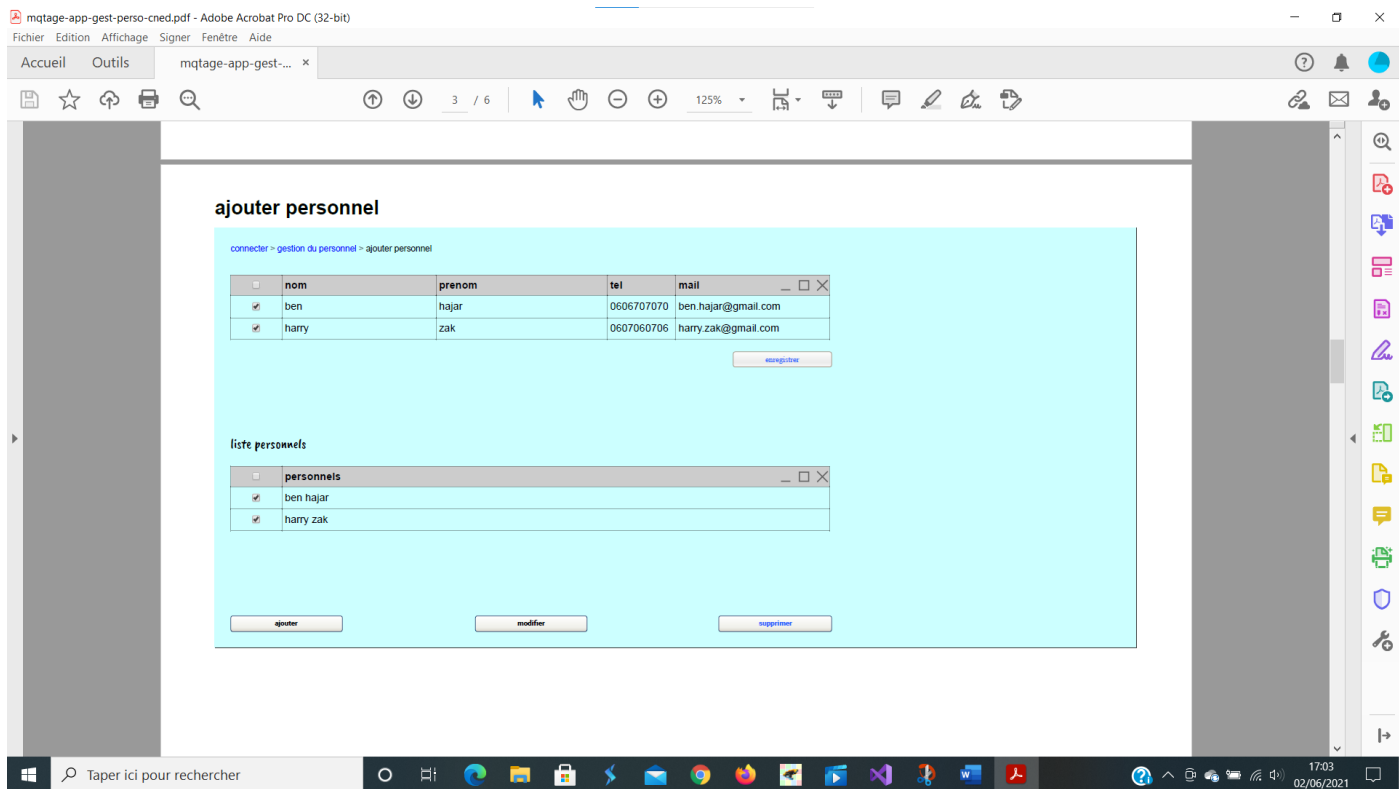 mqtage-app-gest-perso-cned.pdf - Adobe Acrobat Pro DC (32-bit)
Fichier Edition Affichage Signer Fenêtre Aide
Accueil Outils mqtage-app-gest-... ×
3 / 6 125%
ajouter personnel
connecter > gestion du personnel > ajouter personnel
nom prenom tel mail
ben hajar 0606707070 ben.hajar@gmail.com
harry zak 0607060706 harry.zak@gmail.com
enregistrer
liste personnels
personnels
ben hajar
harry zak
ajouter modifier supprimer
Taper ici pour rechercher
17:03
02/06/2021